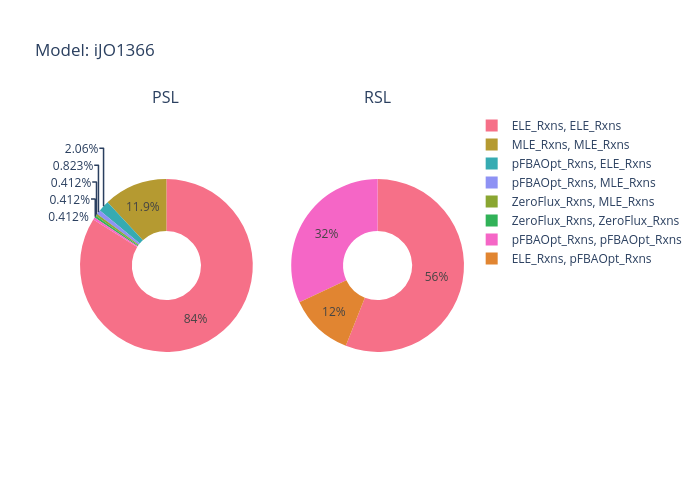 Model: iJO1366
PSL
RSL
2.06%
0.823%
0.412%
0.412%
0.412%
11.9%
84%
32%
12%
56%
ELE_Rxns, ELE_Rxns
MLE_Rxns, MLE_Rxns
pFBAOpt_Rxns, ELE_Rxns
pFBAOpt_Rxns, MLE_Rxns
ZeroFlux_Rxns, MLE_Rxns
ZeroFlux_Rxns, ZeroFlux_Rxns
pFBAOpt_Rxns, pFBAOpt_Rxns
ELE_Rxns, pFBAOpt_Rxns